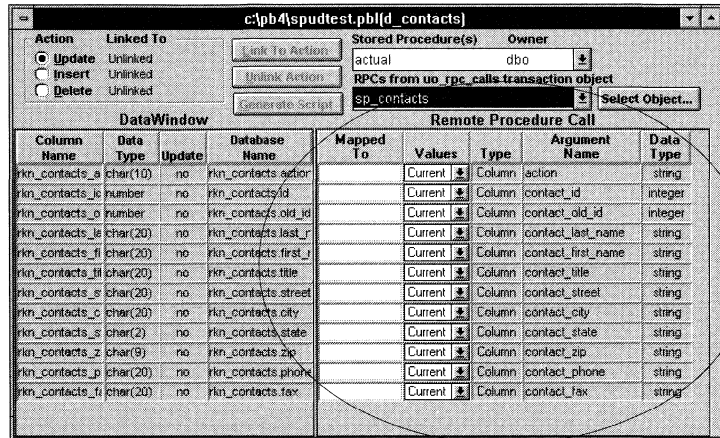 c:\pb4\spudtest.pbl(d_contacts)
Action Linked To
Update Unlinked
Insert Unlinked
Delete Unlinked
Link To Action
Unlink Action
Generate Script
Stored Procedure(s) Owner
actual dbo
RPCs from uo_rpc_calls transaction object
sp_contacts Select Object...
DataWindow Remote Procedure Call
Column Name Data Type Update Database Name Mapped To Values Type Argument Name Data Type
rkn_contacts_a char(10) no rkn_contacts.action Current Column action string
rkn_contacts_ic number no rkn_contacts.id Current Column contact_id integer
rkn_contacts_o number no rkn_contacts.old_id Current Column contact_old_id integer
rkn_contacts_la char(20) no rkn_contacts.last_r Current Column contact_last_name string
rkn_contacts_fi char(20) no rkn_contacts.first_r Current Column contact_first_name string
rkn_contacts_tit char(20) no rkn_contacts.title Current Column contact_title string
rkn_contacts_s char(20) no rkn_contacts.street Current Column contact_street string
rkn_contacts_c char(20) no rkn_contacts.city Current Column contact_city string
rkn_contacts_s char(2) no rkn_contacts.state Current Column contact_state string
rkn_contacts_z char(9) no rkn_contacts.zip Current Column contact_zip string
rkn_contacts_p char(20) no rkn_contacts.phone Current Column contact_phone string
rkn_contacts_fa char(20) no rkn_contacts.fax Current Column contact_fax string